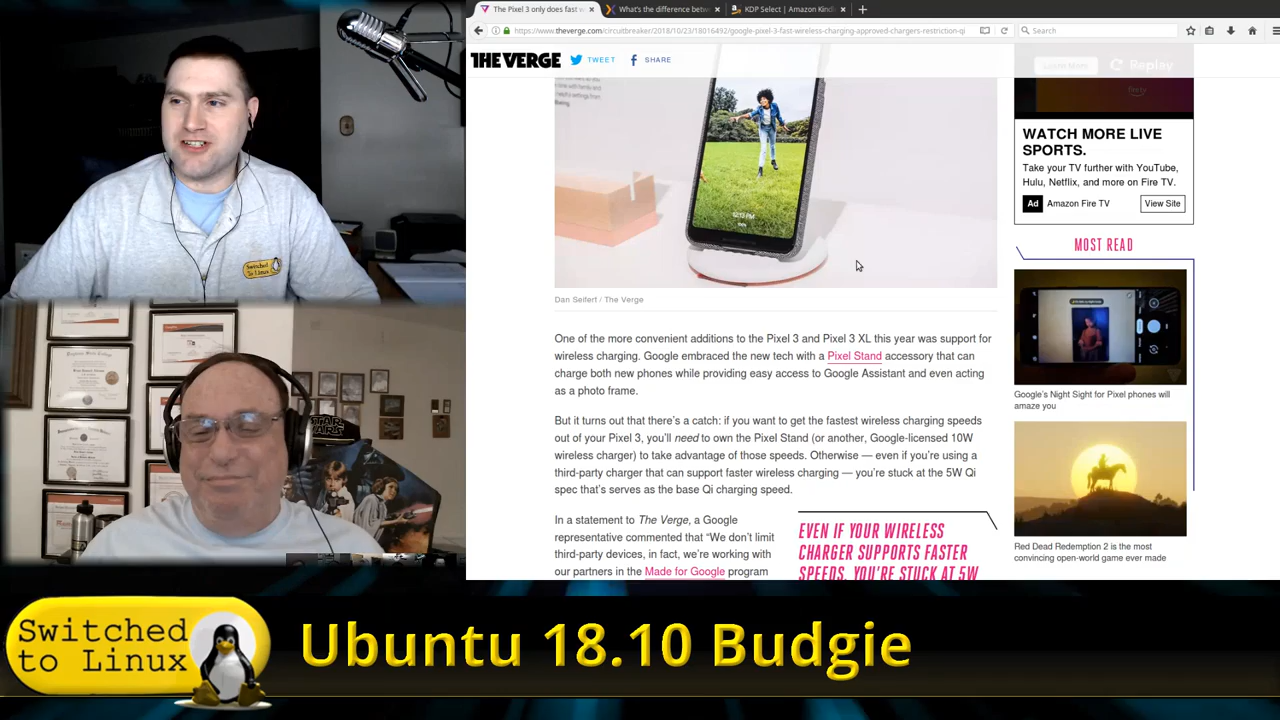 The Pixel 3 only does fast w
What's the difference betw
KDP Select | Amazon Kindl
https://www.theverge.com/circuitbreaker/2018/10/23/18016492/google-pixel-3-fast-wireless-charging-approved-chargers-restriction-qi
Search
THE VERGE
TWEET
SHARE
Replay
WATCH MORE LIVE
SPORTS.
Take your TV further with YouTube,
Hulu, Netflix, and more on Fire TV.
Ad
Amazon Fire TV
View Site
MOST READ
Dan Seifert / The Verge
One of the more convenient additions to the Pixel 3 and Pixel 3 XL this year was support for
wireless charging. Google embraced the new tech with a Pixel Stand accessory that can
charge both new phones while providing easy access to Google Assistant and even acting
as a photo frame.
But it turns out that there's a catch: if you want to get the fastest wireless charging speeds
out of your Pixel 3, you'll need to own the Pixel Stand (or another, Google-licensed 10W
wireless charger) to take advantage of those speeds. Otherwise — even if you're using a
third-party charger that can support faster wireless charging — you're stuck at the 5W Qi
spec that's serves as the base Qi charging speed.
In a statement to The Verge, a Google
representative commented that "We don't limit
third-party devices, in fact, we're working with
our partners in the Made for Google program
EVEN IF YOUR WIRELESS
CHARGER SUPPORTS FASTER
SPEEDS, YOU'RE STUCK AT 5W
Google's Night Sight for Pixel phones will
amaze you
Red Dead Redemption 2 is the most
convincing open-world game ever made
Switched
to Linux
STAR
WARS
Switched
to Linux
Ubuntu 18.10 Budgie